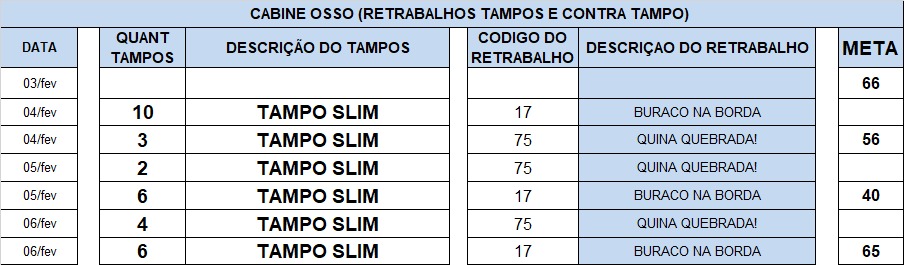 CABINE OSSO (RETRABALHOS TAMPOS E CONTRA TAMPO)
DATA QUANT TAMPOS DESCRIÇÃO DO TAMPOS CODIGO DO RETRABALHO DESCRIÇAO DO RETRABALHO META
03/fev 66
04/fev 10 TAMPO SLIM 17 BURACO NA BORDA
04/fev 3 TAMPO SLIM 75 QUINA QUEBRADA! 56
05/fev 2 TAMPO SLIM 75 QUINA QUEBRADA!
05/fev 6 TAMPO SLIM 17 BURACO NA BORDA 40
06/fev 4 TAMPO SLIM 75 QUINA QUEBRADA!
06/fev 6 TAMPO SLIM 17 BURACO NA BORDA 65